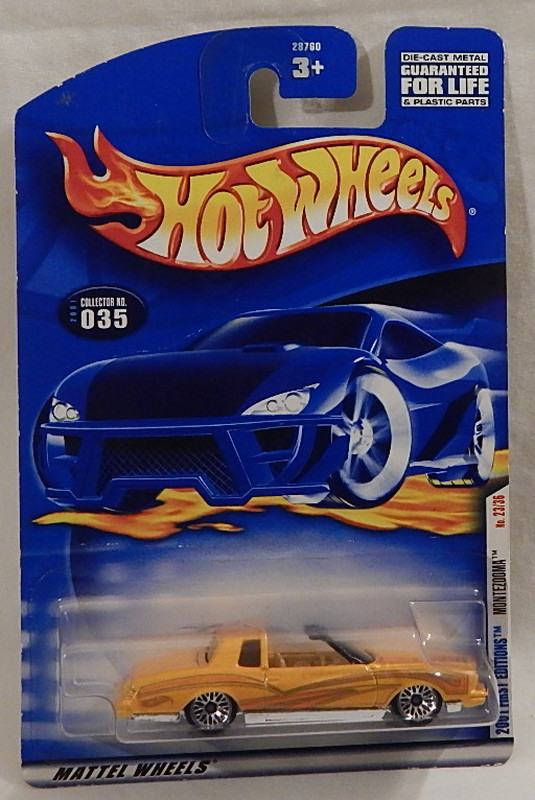 28760
3+
DIE-CAST METAL
GUARANTEED
FOR LIFE
& PLASTIC PARTS
HOT WHEELS®
2001
COLLECTOR NO.
035
No. 23/36
2001 FIRST EDITIONS™ MONTEZOOMA™
MATTEL WHEELS®